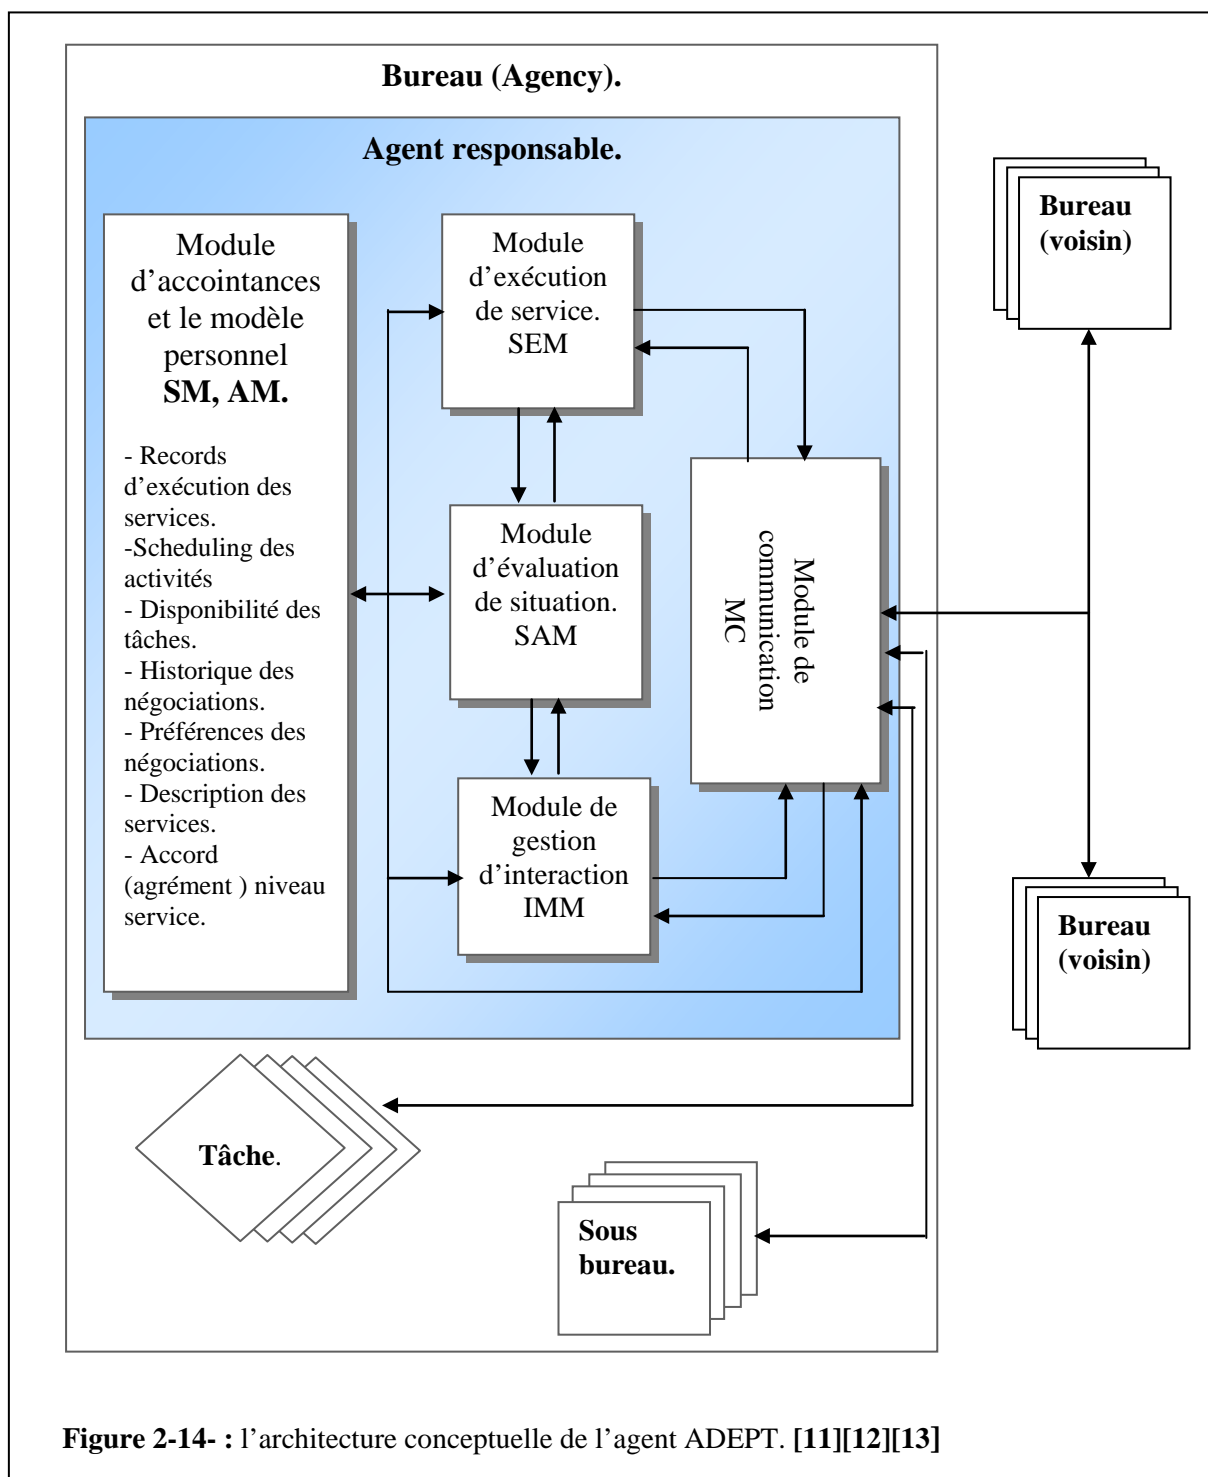 Bureau (Agency).
Agent responsable.
Module
d'accointances
et le modèle
personnel
SM, AM.
- Records
d'exécution des
services.
-Scheduling des
activités
- Disponibilité des
tâches.
- Historique des
négociations.
- Préférences des
négociations.
- Description des
services.
- Accord
(agrément ) niveau
service.
Module
d'exécution
de service.
SEM
Module
d'évaluation
de situation.
SAM
Module de
gestion
d'interaction
IMM
Module de
communication
MC
Bureau
(voisin)
Bureau
(voisin)
Tâche.
Sous
bureau.
Figure 2-14- : l'architecture conceptuelle de l'agent ADEPT. [11][12][13]